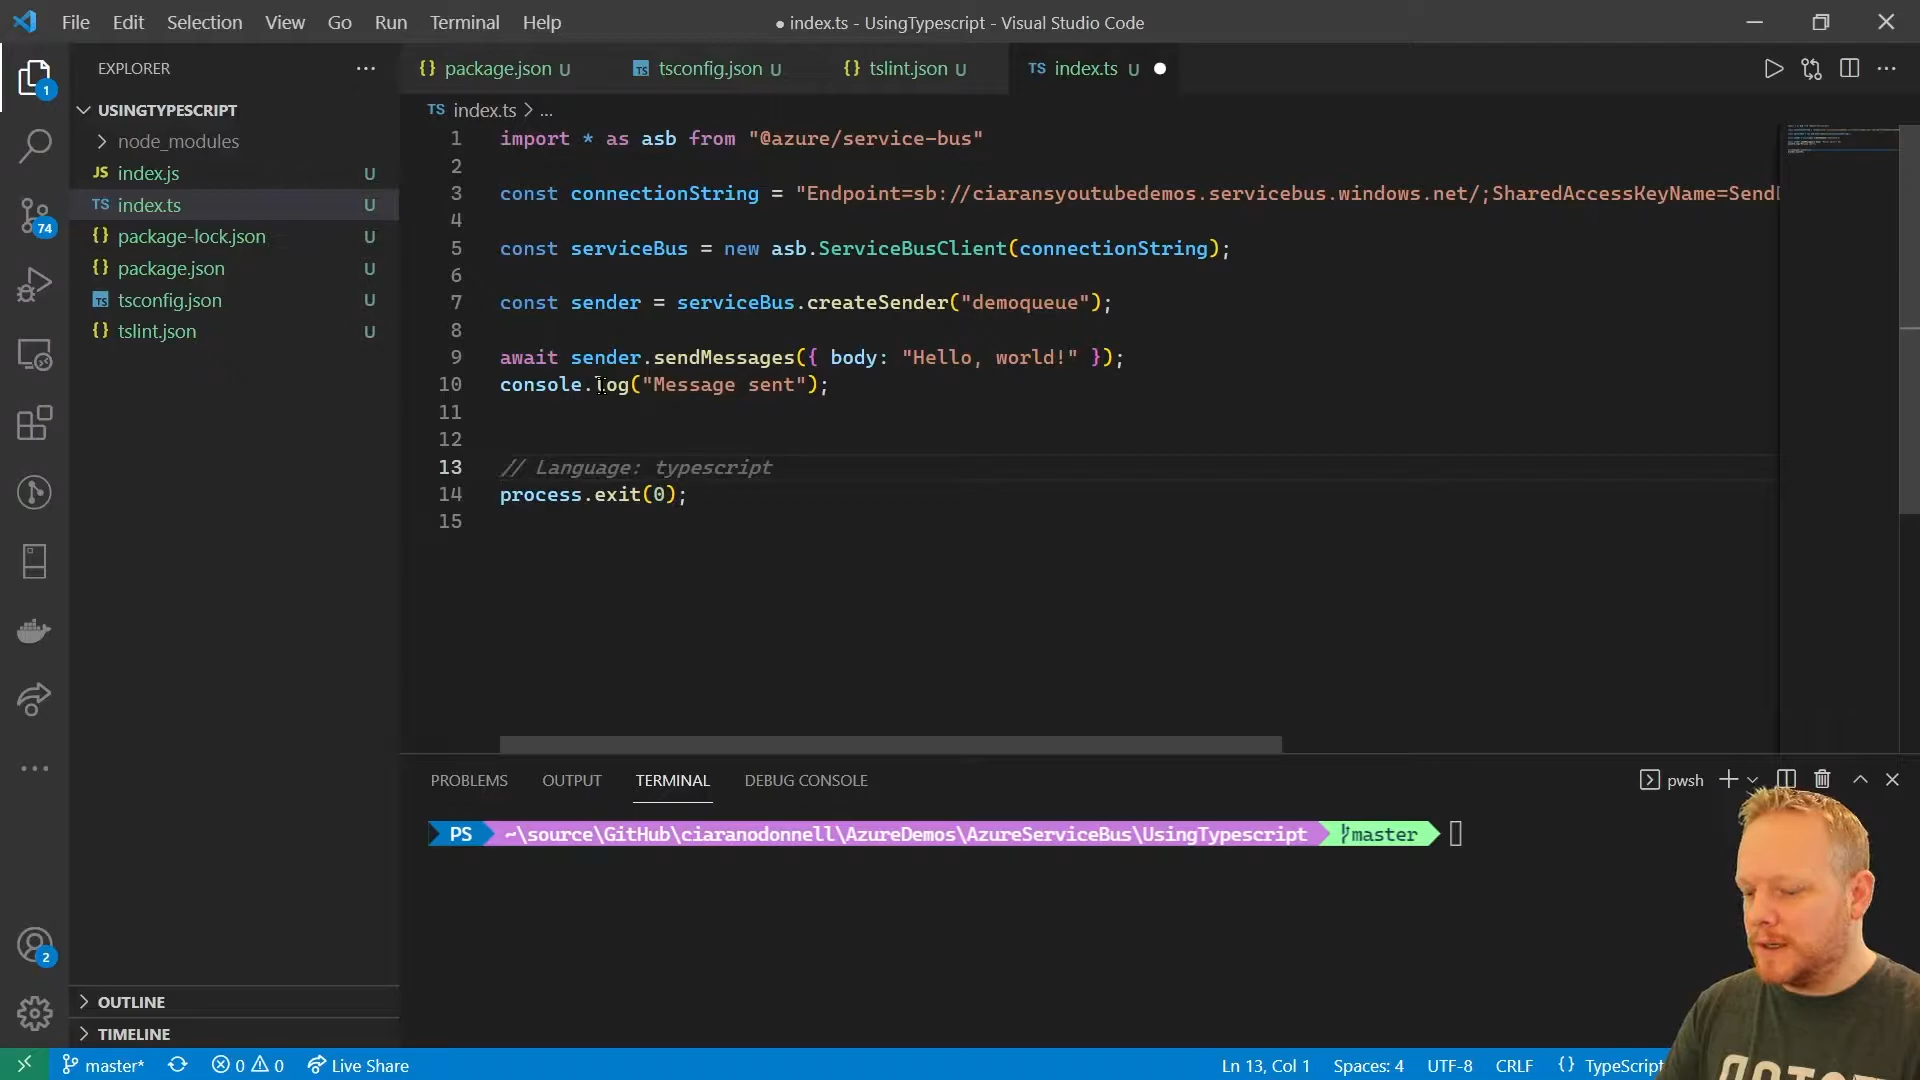 File Edit Selection View Go Run Terminal Help
● index.ts - UsingTypescript - Visual Studio Code
EXPLORER
package.json U
tsconfig.json U
tslint.json U
TS index.ts U
USINGTYPESCRIPT
node_modules
JS index.js U
TS index.ts U
{} package-lock.json U
{} package.json U
TS tsconfig.json U
{} tslint.json U
OUTLINE
TIMELINE
1
74
2
TS index.ts > ...
1 import * as asb from "@azure/service-bus"
2
3 const connectionString = "Endpoint=sb://ciaransyoutubedemos.servicebus.windows.net/;SharedAccessKeyName=Send
4
5 const serviceBus = new asb.ServiceBusClient(connectionString);
6
7 const sender = serviceBus.createSender("demoqueue");
8
9 await sender.sendMessages({ body: "Hello, world!" });
10 console.log("Message sent");
11
12
13 // Language: typescript
14 process.exit(0);
15
PROBLEMS OUTPUT TERMINAL DEBUG CONSOLE
pwsh
PS ~\source\GitHub\ciaranodonnell\AzureDemos\AzureServiceBus\UsingTypescript master
master* 0 0 Live Share
Ln 13, Col 1 Spaces: 4 UTF-8 CRLF {} TypeScript